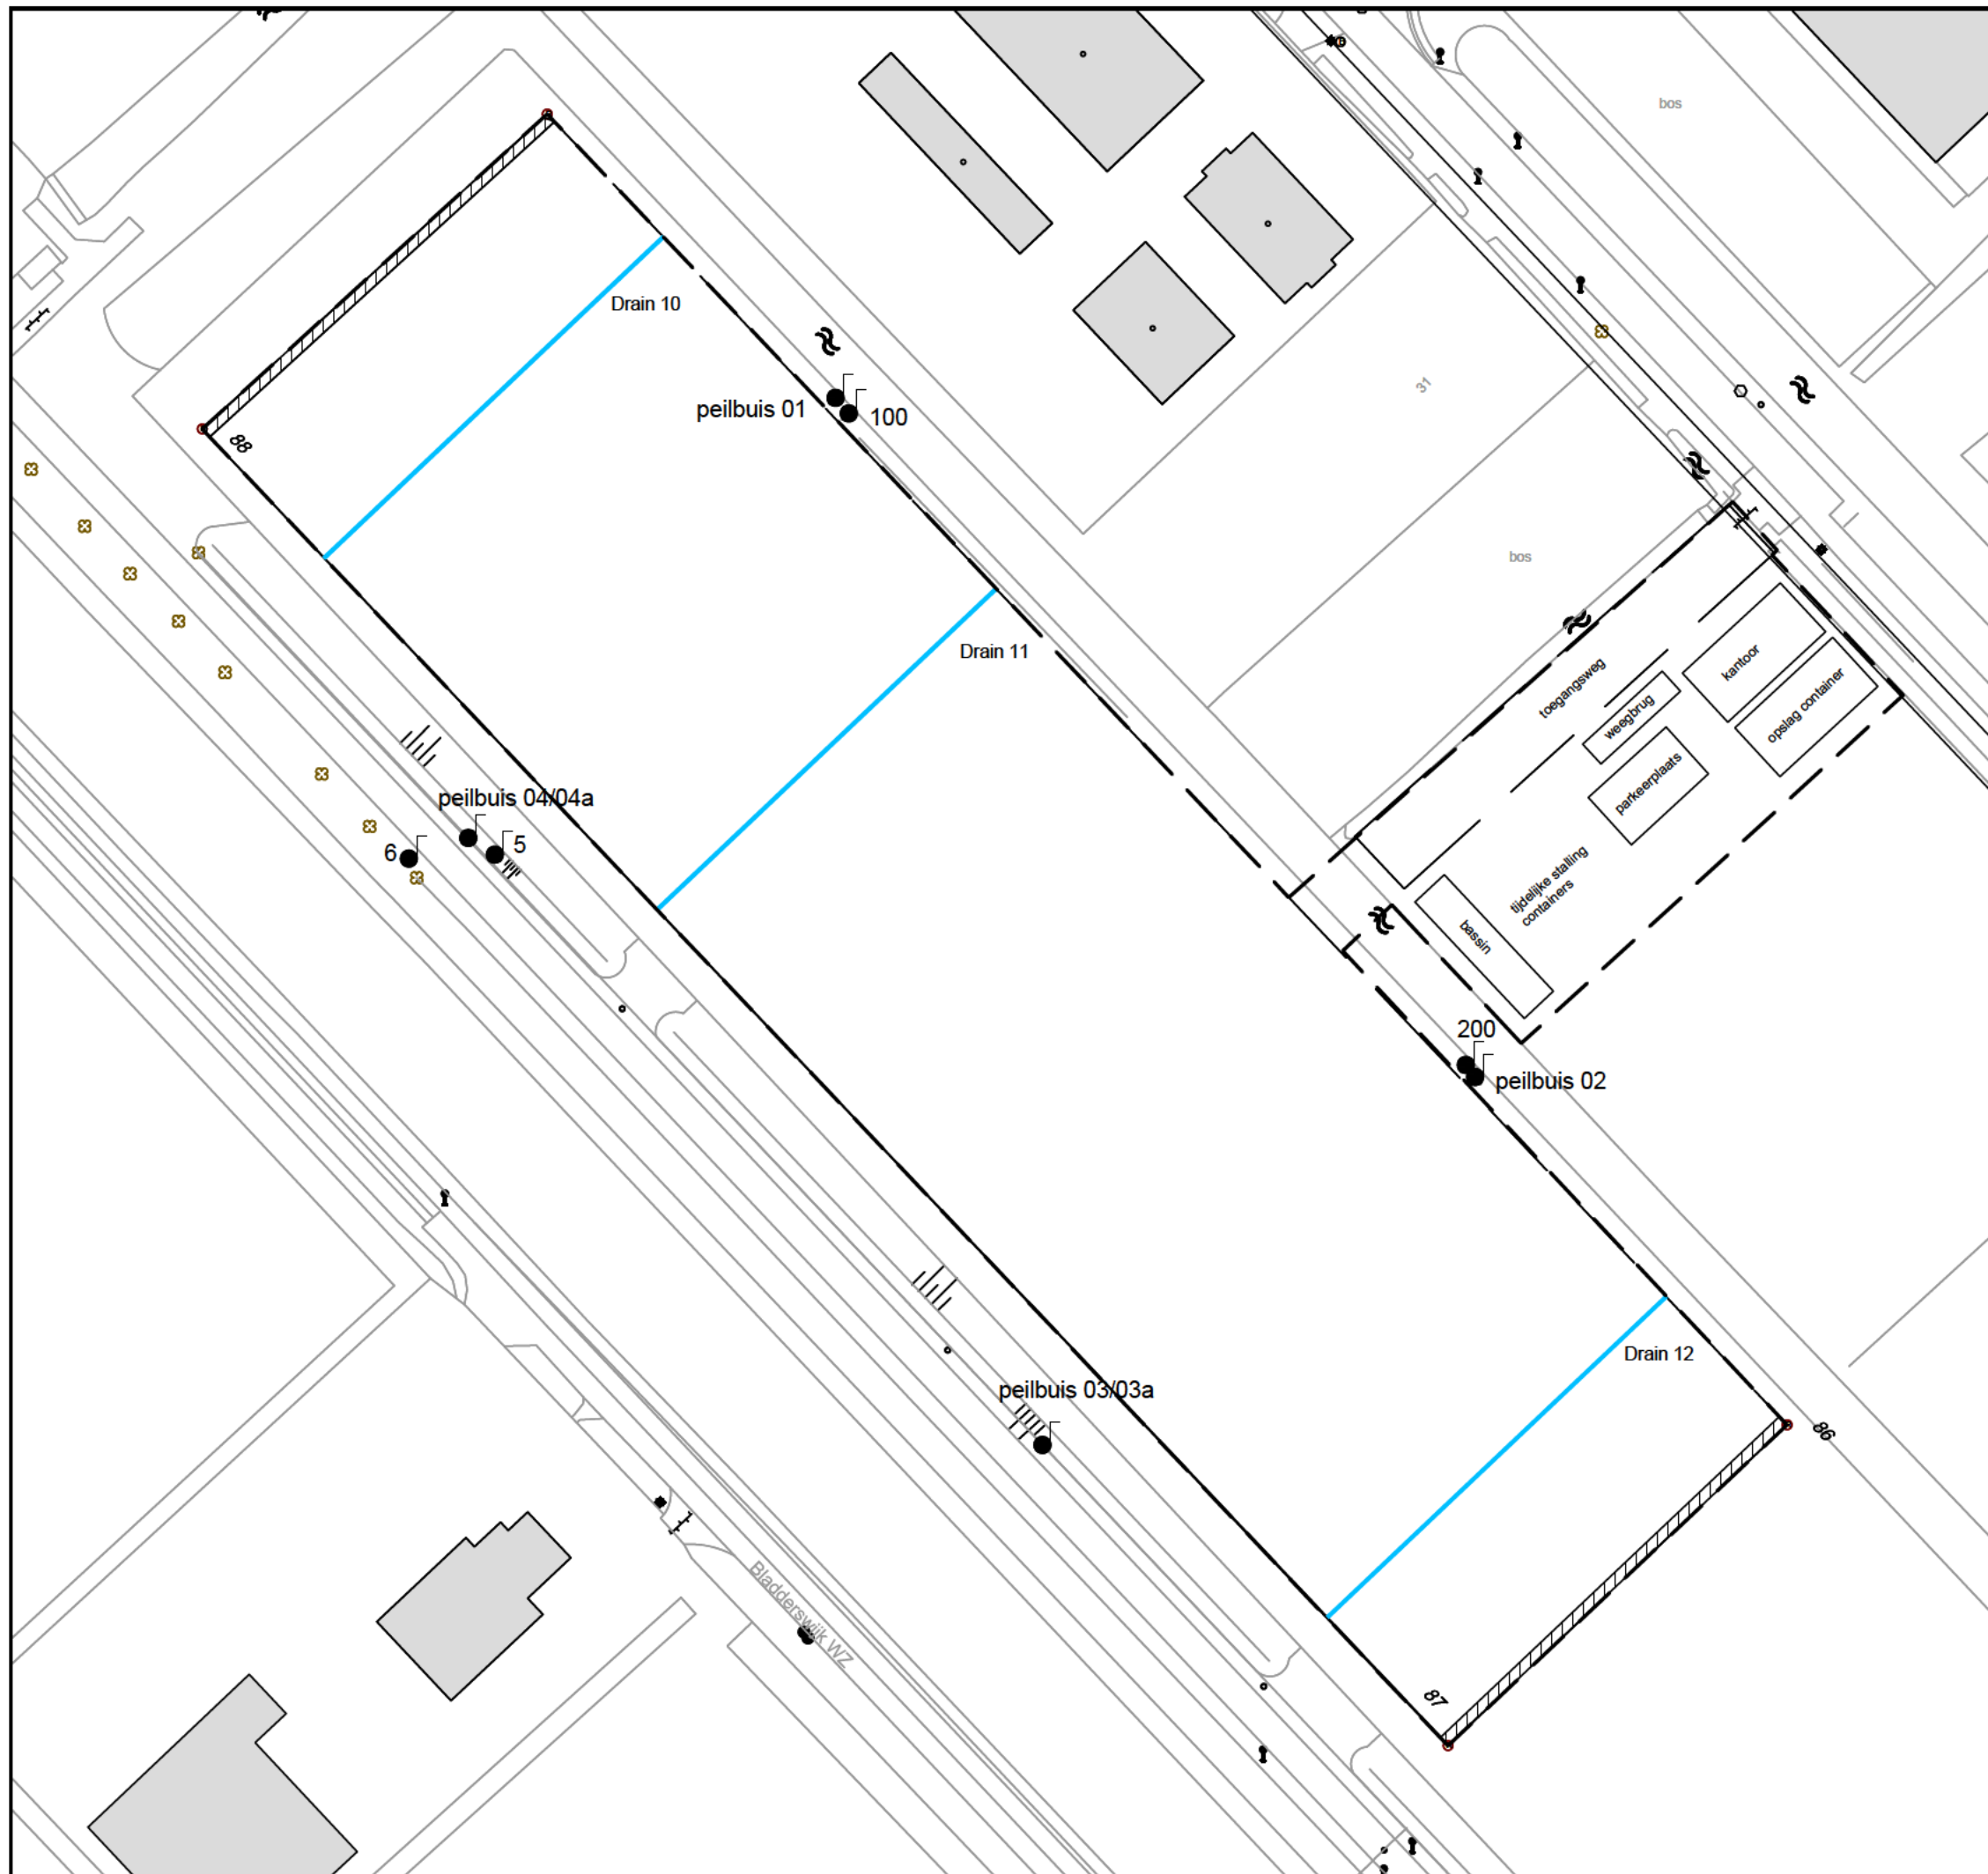 bos
Drain 10
31
peilbuis 01
100
88
bos
Drain 11
toegangsweg
kantoor
weegbrug
opslag container
parkeerplaats
peilbuis 04/04a
6
5
tijdelijke stalling
containers
bassin
200
peilbuis 02
Drain 12
peilbuis 03/03a
86
Bladderswijk WZ
87